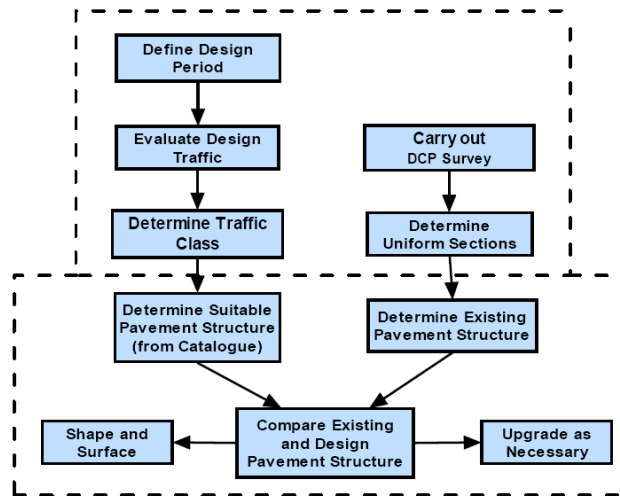 Define Design
Period
Evaluate Design
Traffic
Carry out
DCP Survey
Determine Traffic
Class
Determine
Uniform Sections
Determine Suitable
Pavement Structure
(from Catalogue)
Determine Existing
Pavement Structure
Shape and
Surface
Compare Existing
and Design
Pavement Structure
Upgrade as
Necessary